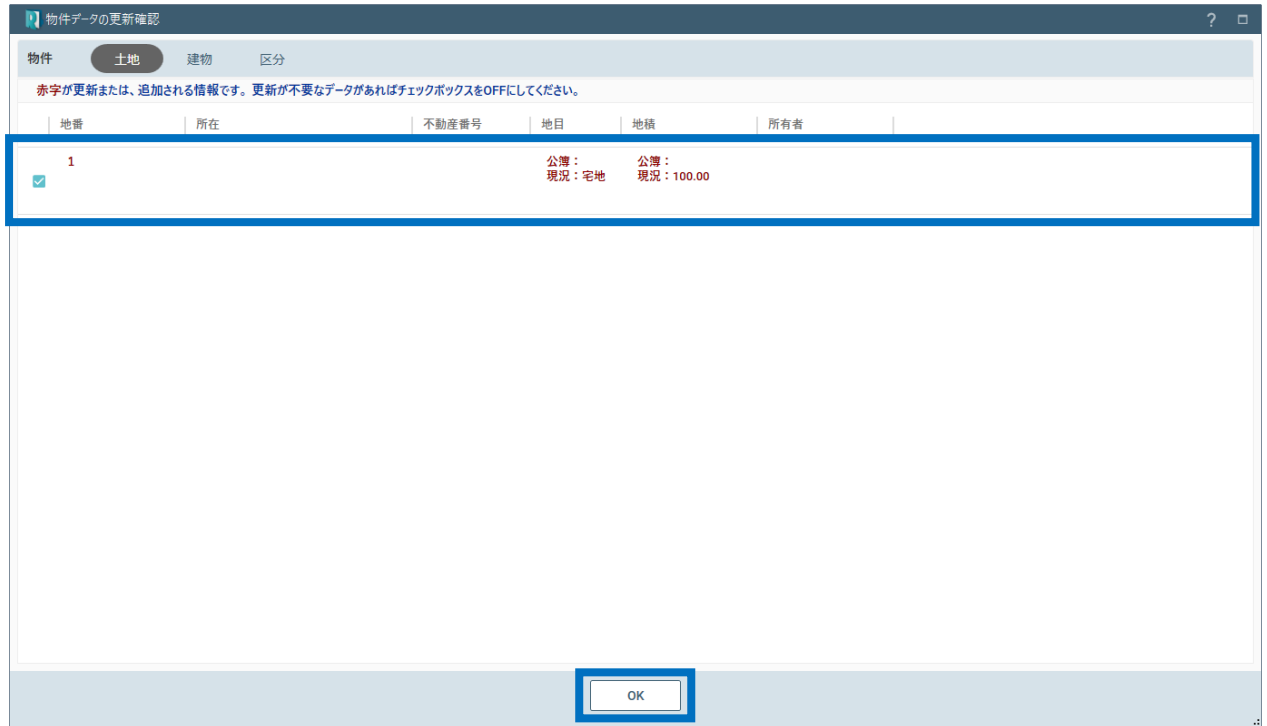 物件データの更新確認 ?
物件 土地 建物 区分
赤字が更新または、追加される情報です。更新が不要なデータがあればチェックボックスをOFFにしてください。
地番 所在 不動産番号 地目 地積 所有者
1 公簿： 公簿：
現況：宅地 現況：100.00
OK